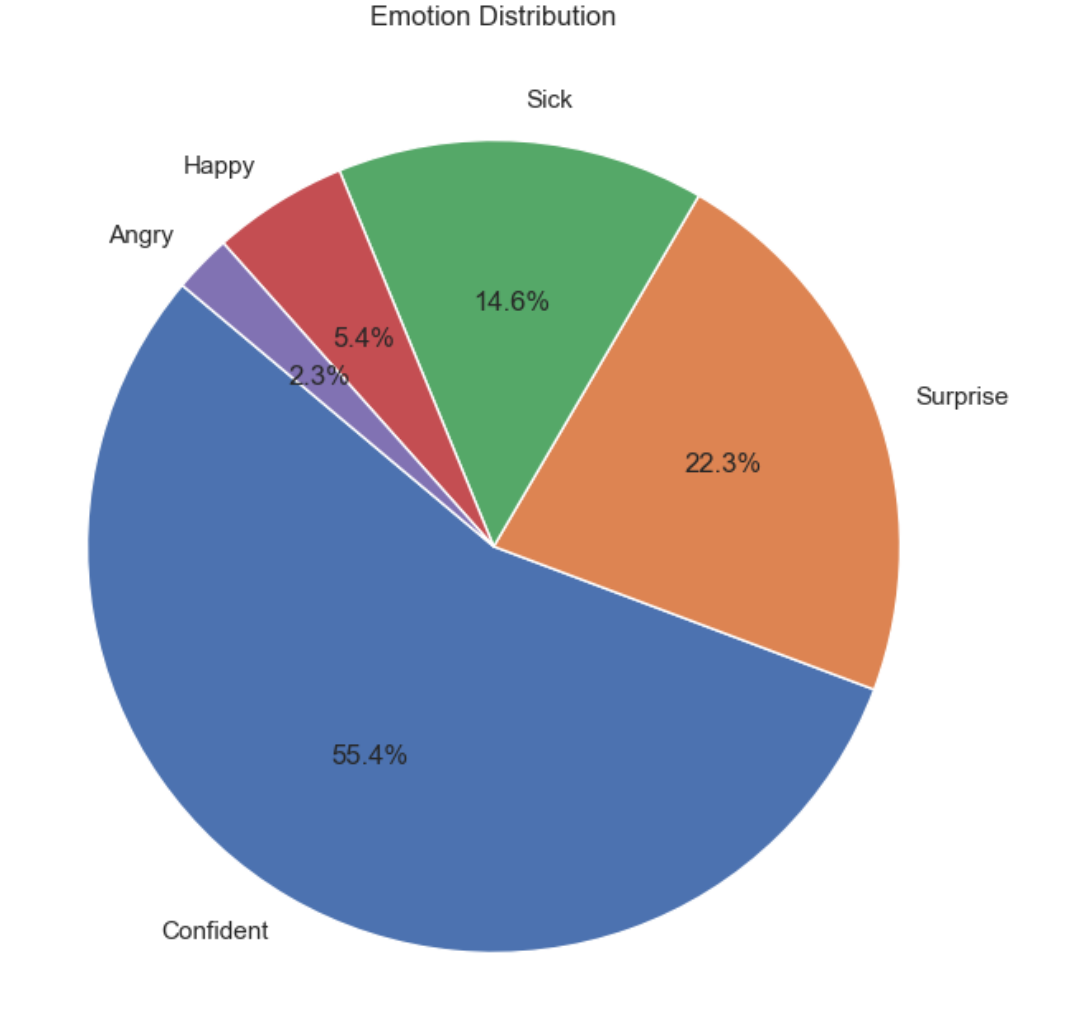 Emotion Distribution
Sick
Happy
Angry
14.6%
5.4%
2.3%
Surprise
22.3%
55.4%
Confident